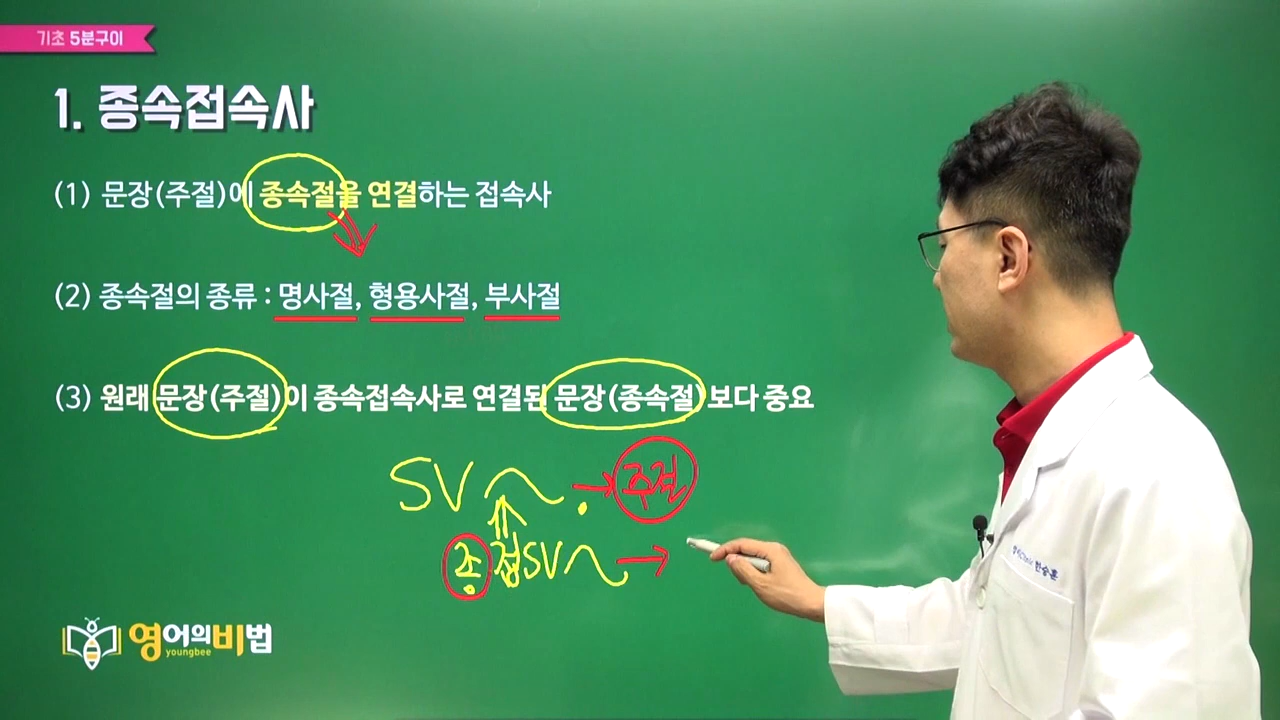 기초 5분구이
1. 종속접속사
(1) 문장(주절)에 종속절을 연결하는 접속사
(2) 종속절의 종류 : 명사절, 형용사절, 부사절
(3) 원래 문장(주절)이 종속접속사로 연결된 문장(종속절)보다 중요
SV → 주절
종 접SV →
영어의비법
youngbee
한승훈